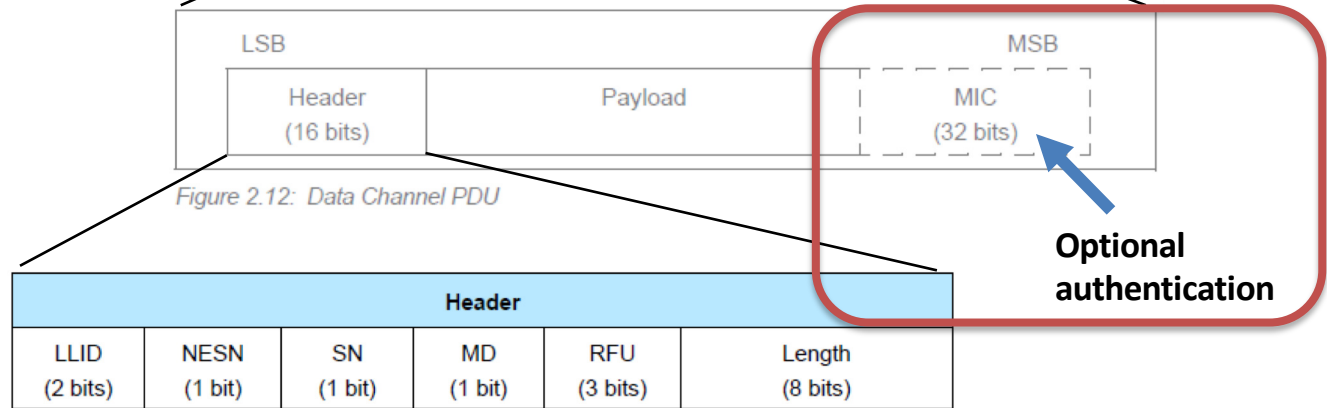 LSB MSB
Header Payload MIC
(16 bits) (32 bits)
Figure 2.12: Data Channel PDU
Optional
authentication
Header
LLID NESN SN MD RFU Length
(2 bits) (1 bit) (1 bit) (1 bit) (3 bits) (8 bits)